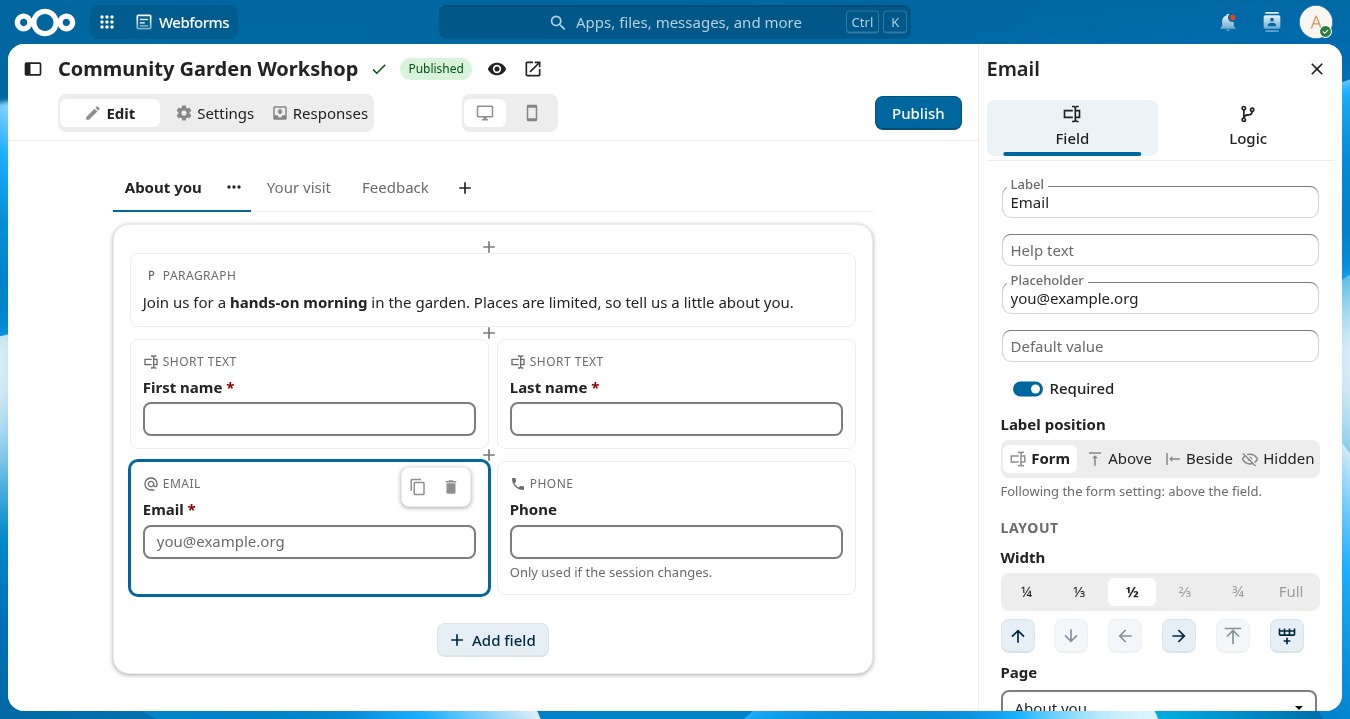 Webforms
Apps, files, messages, and more
Ctrl K
A
Community Garden Workshop
Published
Edit
Settings
Responses
Publish
About you
Your visit
Feedback
P PARAGRAPH
Join us for a hands-on morning in the garden. Places are limited, so tell us a little about you.
SHORT TEXT
First name *
SHORT TEXT
Last name *
EMAIL
Email *
you@example.org
PHONE
Phone
Only used if the session changes.
Add field
Email
Field
Logic
Label
Email
Help text
Placeholder
you@example.org
Default value
Required
Label position
Form Above Beside Hidden
Following the form setting: above the field.
LAYOUT
Width
¼ ⅓ ½ ⅔ ¾ Full
Page
About you